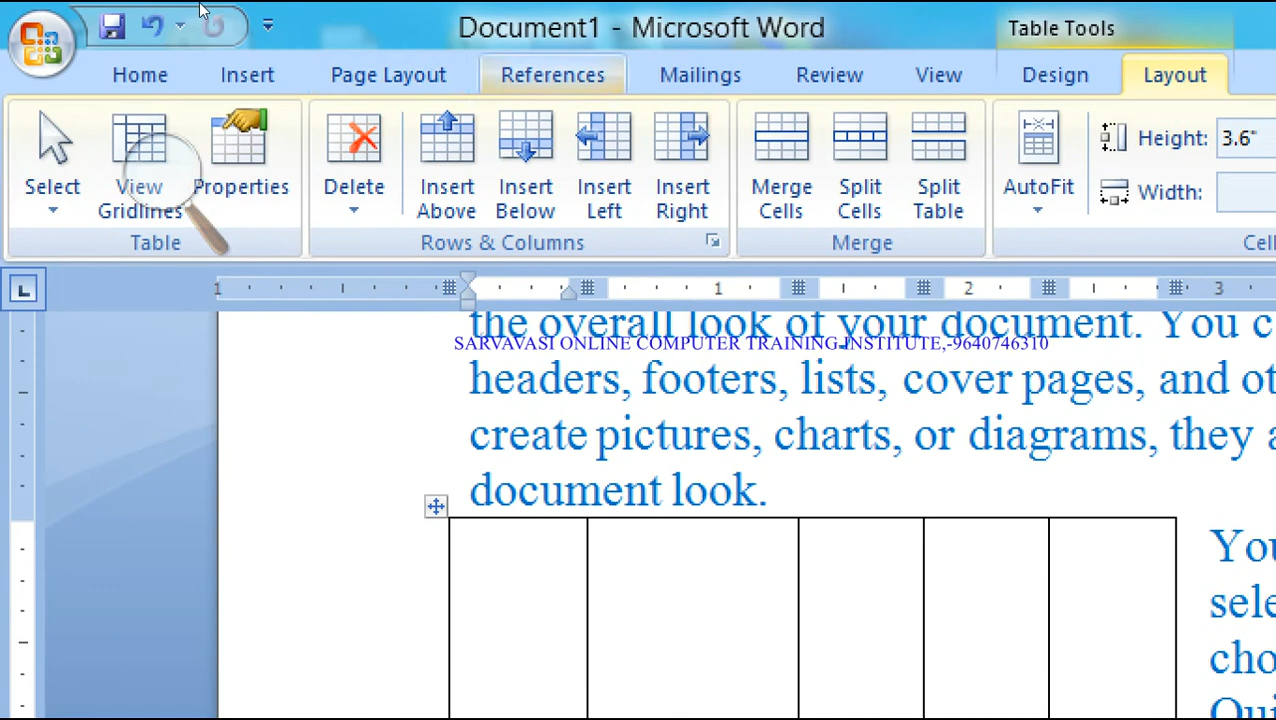 Document1 - Microsoft Word
Table Tools
Home Insert Page Layout References Mailings Review View Design Layout
Select
View Gridlines
Properties
Delete
Insert Above
Insert Below
Insert Left
Insert Right
Merge Cells
Split Cells
Split Table
AutoFit
Height: 3.6"
Width:
Table
Rows & Columns
Merge
Cell
1 1 2 3
the overall look of your document. You c
SARVAVASI ONLINE COMPUTER TRAINING INSTITUTE,-9640746310
headers, footers, lists, cover pages, and ot
create pictures, charts, or diagrams, they a
document look.
You
sele
cho
Qui